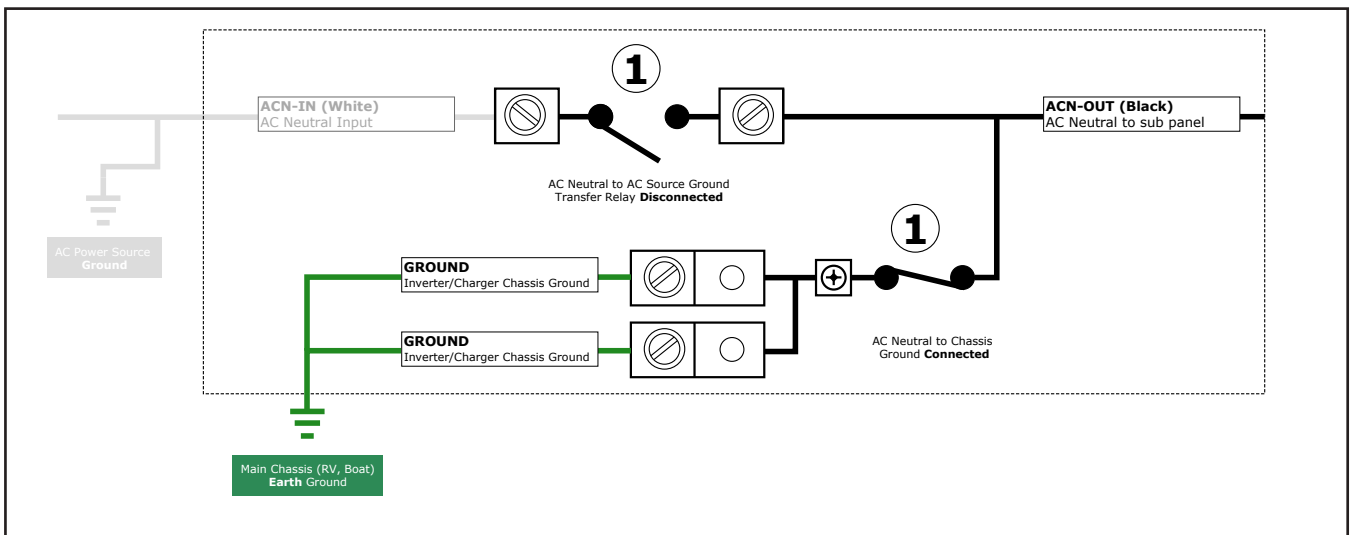 1
ACN-IN (White)
AC Neutral Input
ACN-OUT (Black)
AC Neutral to sub panel
AC Neutral to AC Source Ground
Transfer Relay Disconnected
1
AC Power Source
Ground
GROUND
Inverter/Charger Chassis Ground
GROUND
Inverter/Charger Chassis Ground
AC Neutral to Chassis
Ground Connected
Main Chassis (RV, Boat)
Earth Ground